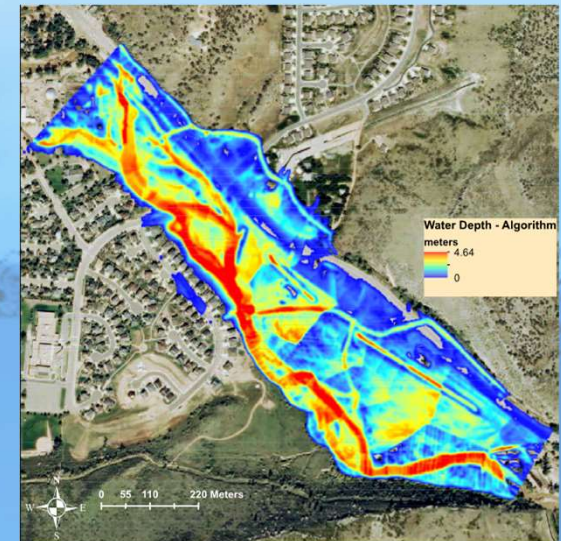 Water Depth - Algorithm
meters
4.64
0
N
W E
S
0 55 110 220 Meters